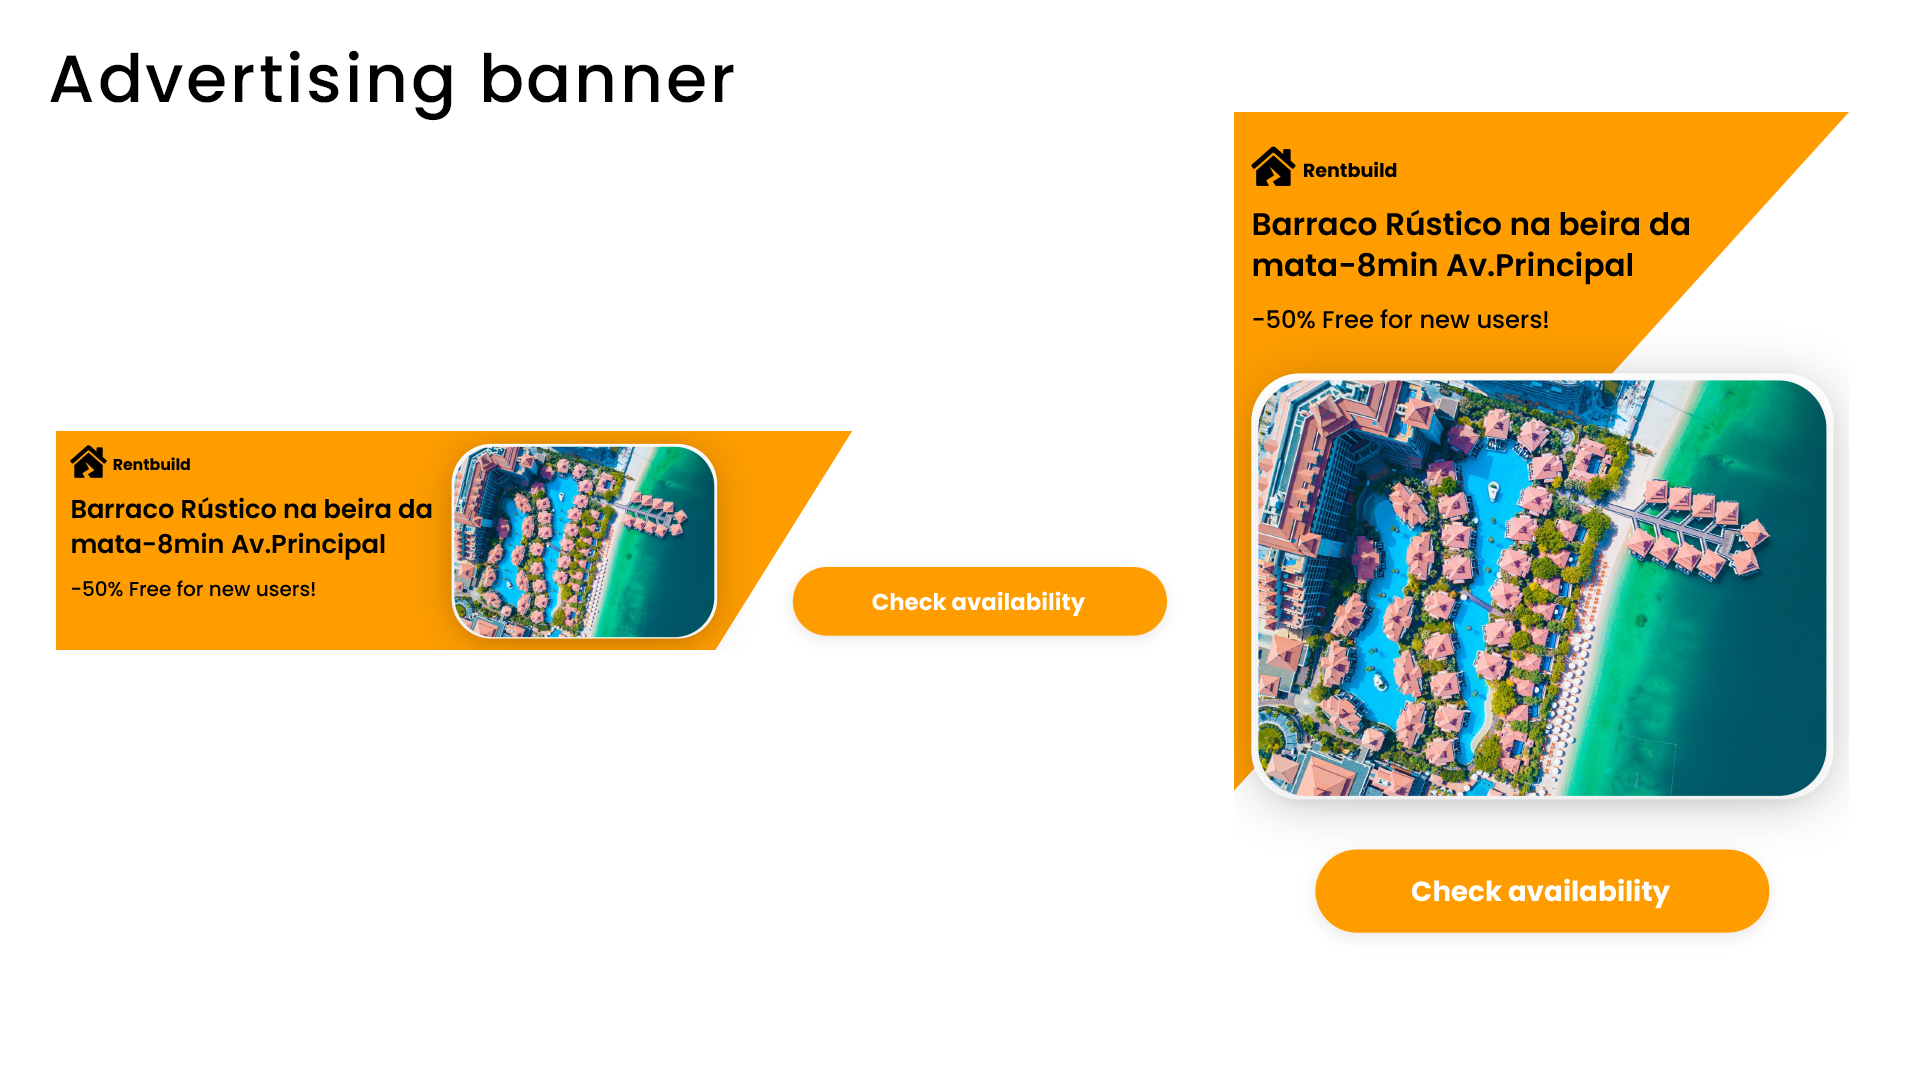 Advertising banner
Rentbuild
Barraco Rústico na beira da
mata-8min Av.Principal
-50% Free for new users!
Check availability
Rentbuild
Barraco Rústico na beira da
mata-8min Av.Principal
-50% Free for new users!
Check availability